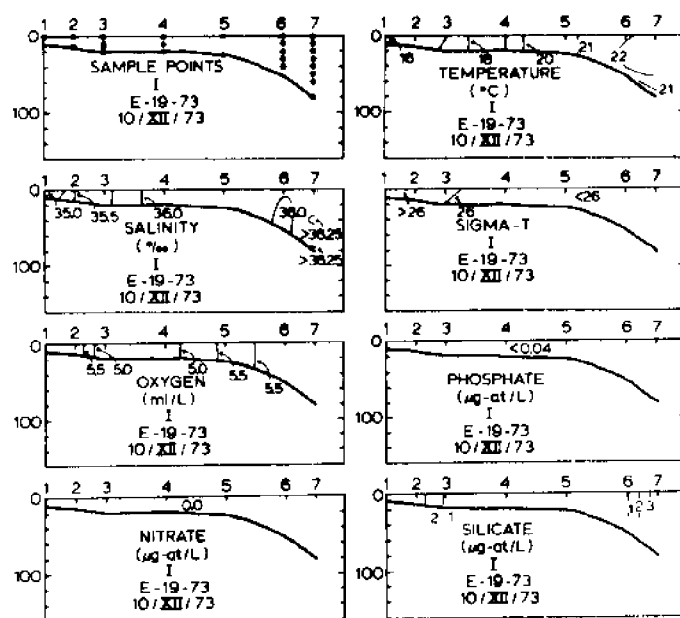 1 2 3 4 5 6 7
0
100
SAMPLE POINTS
I
E-19-73
10/XII/73
1 2 3 4 5 6 7
0
100
16 18 20 21 22 21
TEMPERATURE
(°C)
I
E-19-73
10/XII/73
1 2 3 4 5 6 7
0
100
35.0 35.5 36.0 36.0 >36.25 >36.25
SALINITY
(‰)
I
E-19-73
10/XII/73
1 2 3 4 5 6 7
0
100
>26 26 <26
SIGMA-T
I
E-19-73
10/XII/73
1 2 3 4 5 6 7
0
100
5.5 5.0 5.0 5.5 5.5
OXYGEN
(ml/L)
I
E-19-73
10/XII/73
1 2 3 4 5 6 7
0
100
<0.04
PHOSPHATE
(µg-at/L)
I
E-19-73
10/XII/73
1 2 3 4 5 6 7
0
100
0.0
NITRATE
(µg-at/L)
I
E-19-73
10/XII/73
1 2 3 4 5 6 7
0
100
2 1 1 2 3
SILICATE
(µg-at/L)
I
E-19-73
10/XII/73